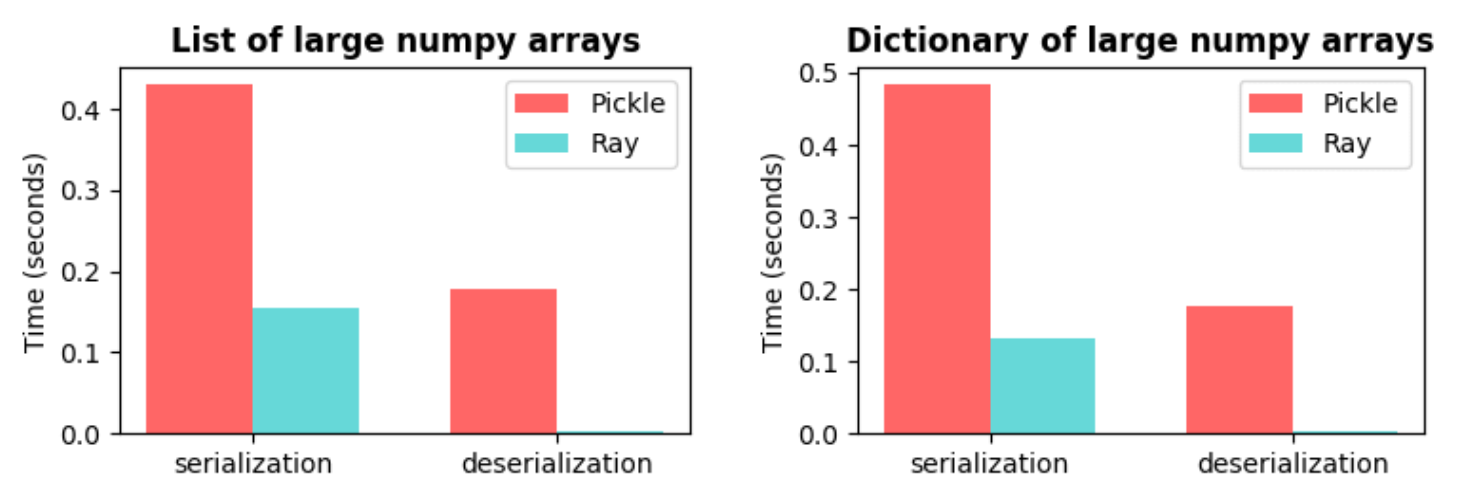 List of large numpy arrays
Time (seconds)
0.4
0.3
0.2
0.1
0.0
Pickle
Ray
serialization
deserialization
Dictionary of large numpy arrays
Time (seconds)
0.5
0.4
0.3
0.2
0.1
0.0
Pickle
Ray
serialization
deserialization